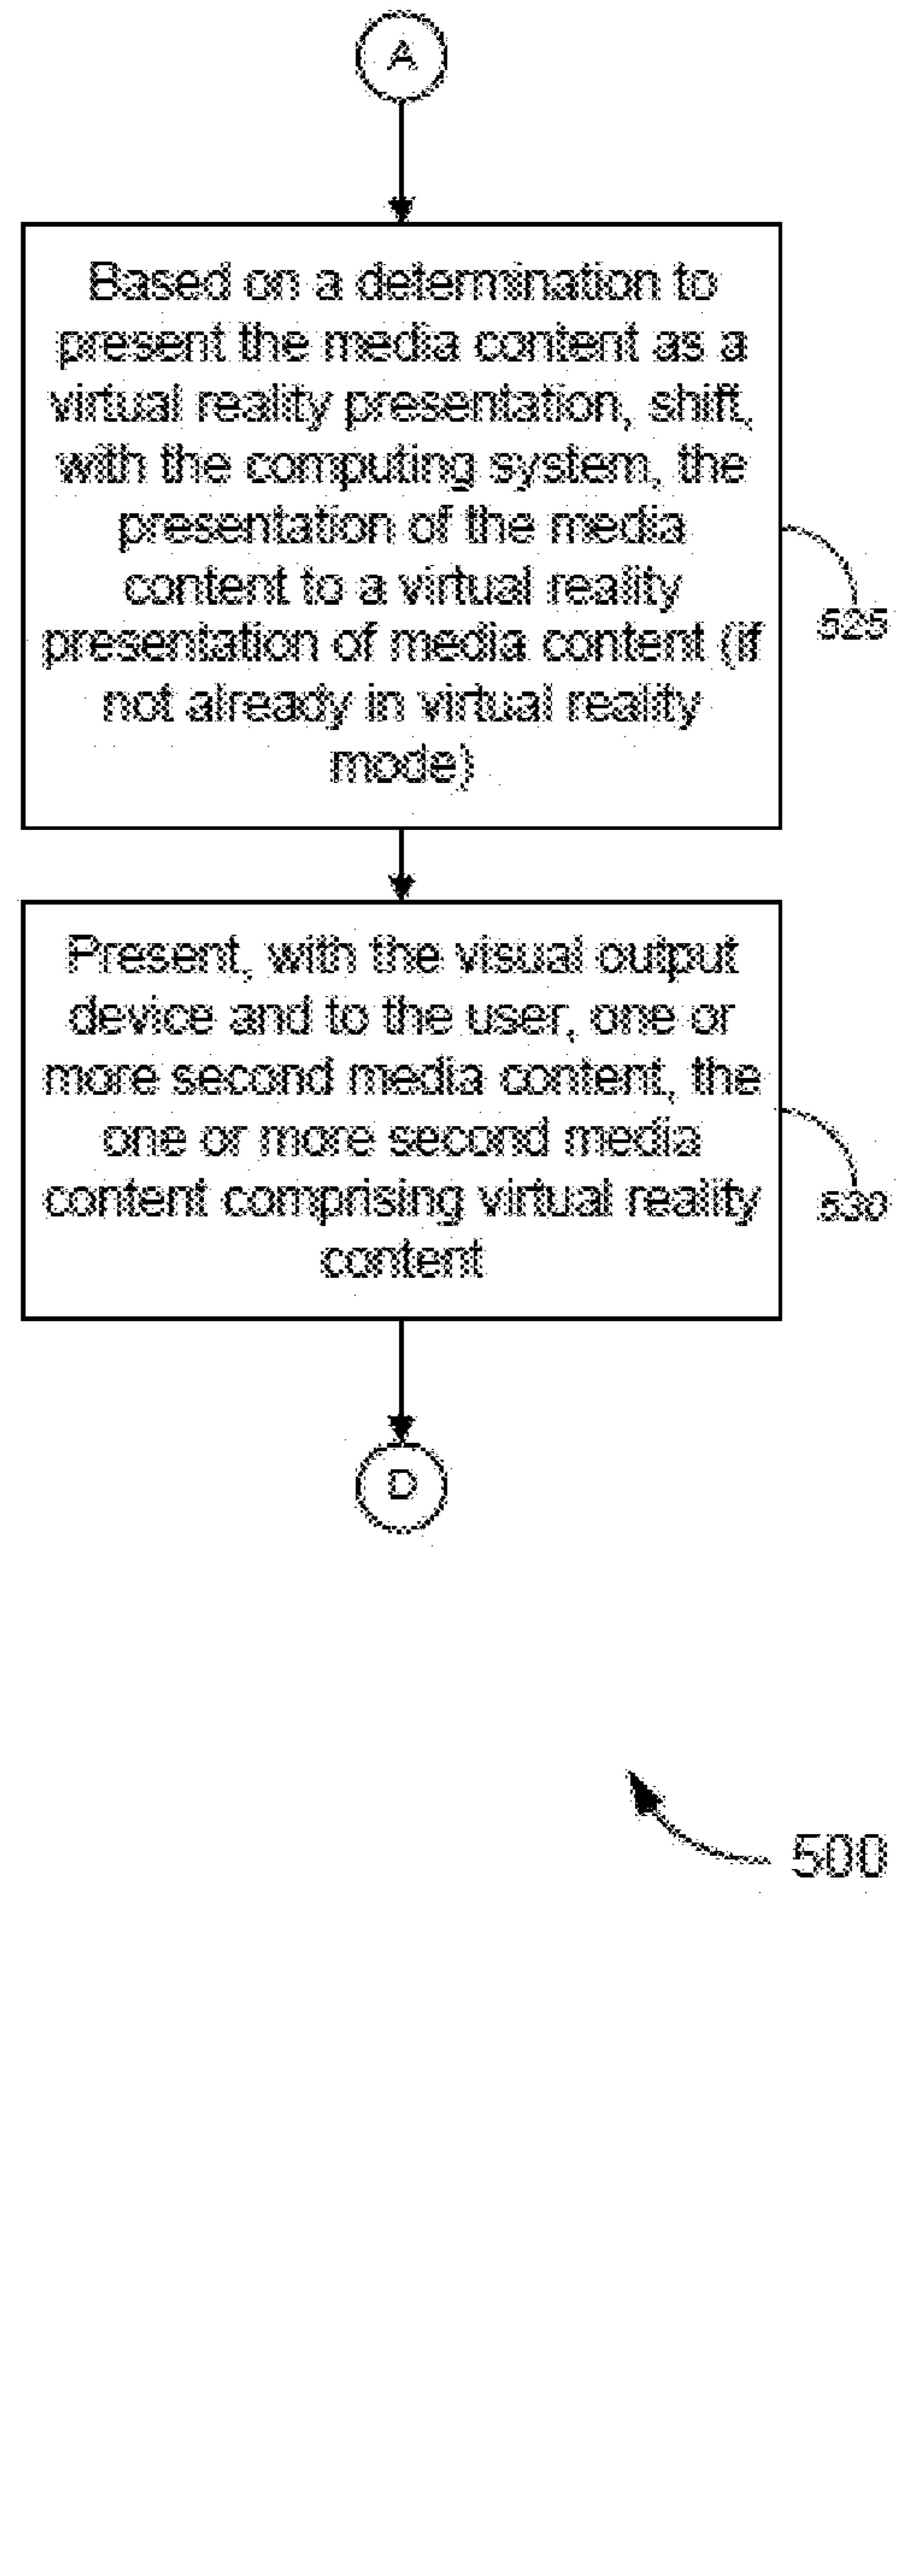 A
Based on a determination to
present the media content as a
virtual reality presentation, shift,
with the computing system, the
presentation of the media
content to a virtual reality
presentation of media content (if
not already in virtual reality
mode)
525
Present, with the visual output
device and to the user, one or
more second media content, the
one or more second media
content comprising virtual reality
content
530
D
500